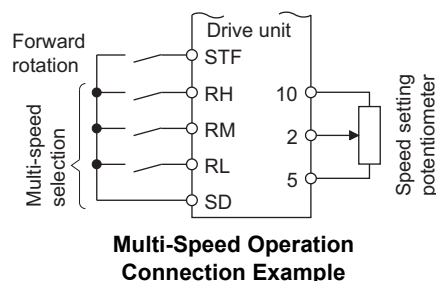 Drive unit
Forward
rotation
STF
RH
RM
RL
SD
Multi-speed
selection
10
2
5
Speed setting
potentiometer
Multi-Speed Operation
Connection Example